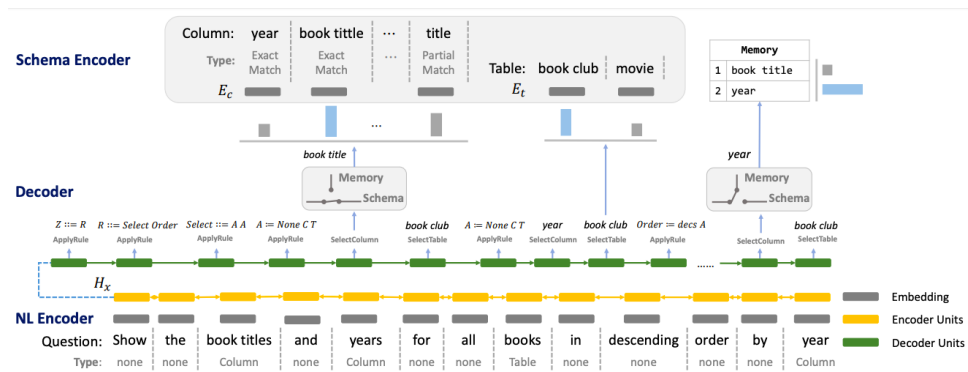 Schema Encoder
Column: year book tittle ... title
Type: Exact Match Exact Match ... Partial Match
E_c
Table: book club movie
E_t
Memory
1 book title
2 year
...
book title
year
Decoder
Memory
Schema
Memory
Schema
Z ::= R R ::= Select Order Select ::= A A A ::= None C T book club A ≔ None C T year book club Order ≔ decs A book club
ApplyRule ApplyRule ApplyRule ApplyRule SelectColumn SelectTable ApplyRule SelectColumn SelectTable ApplyRule SelectColumn SelectTable
......
H_x
NL Encoder
Embedding
Encoder Units
Decoder Units
Question: Show the book titles and years for all books in descending order by year
Type: none none Column none Column none none Table none none none none Column